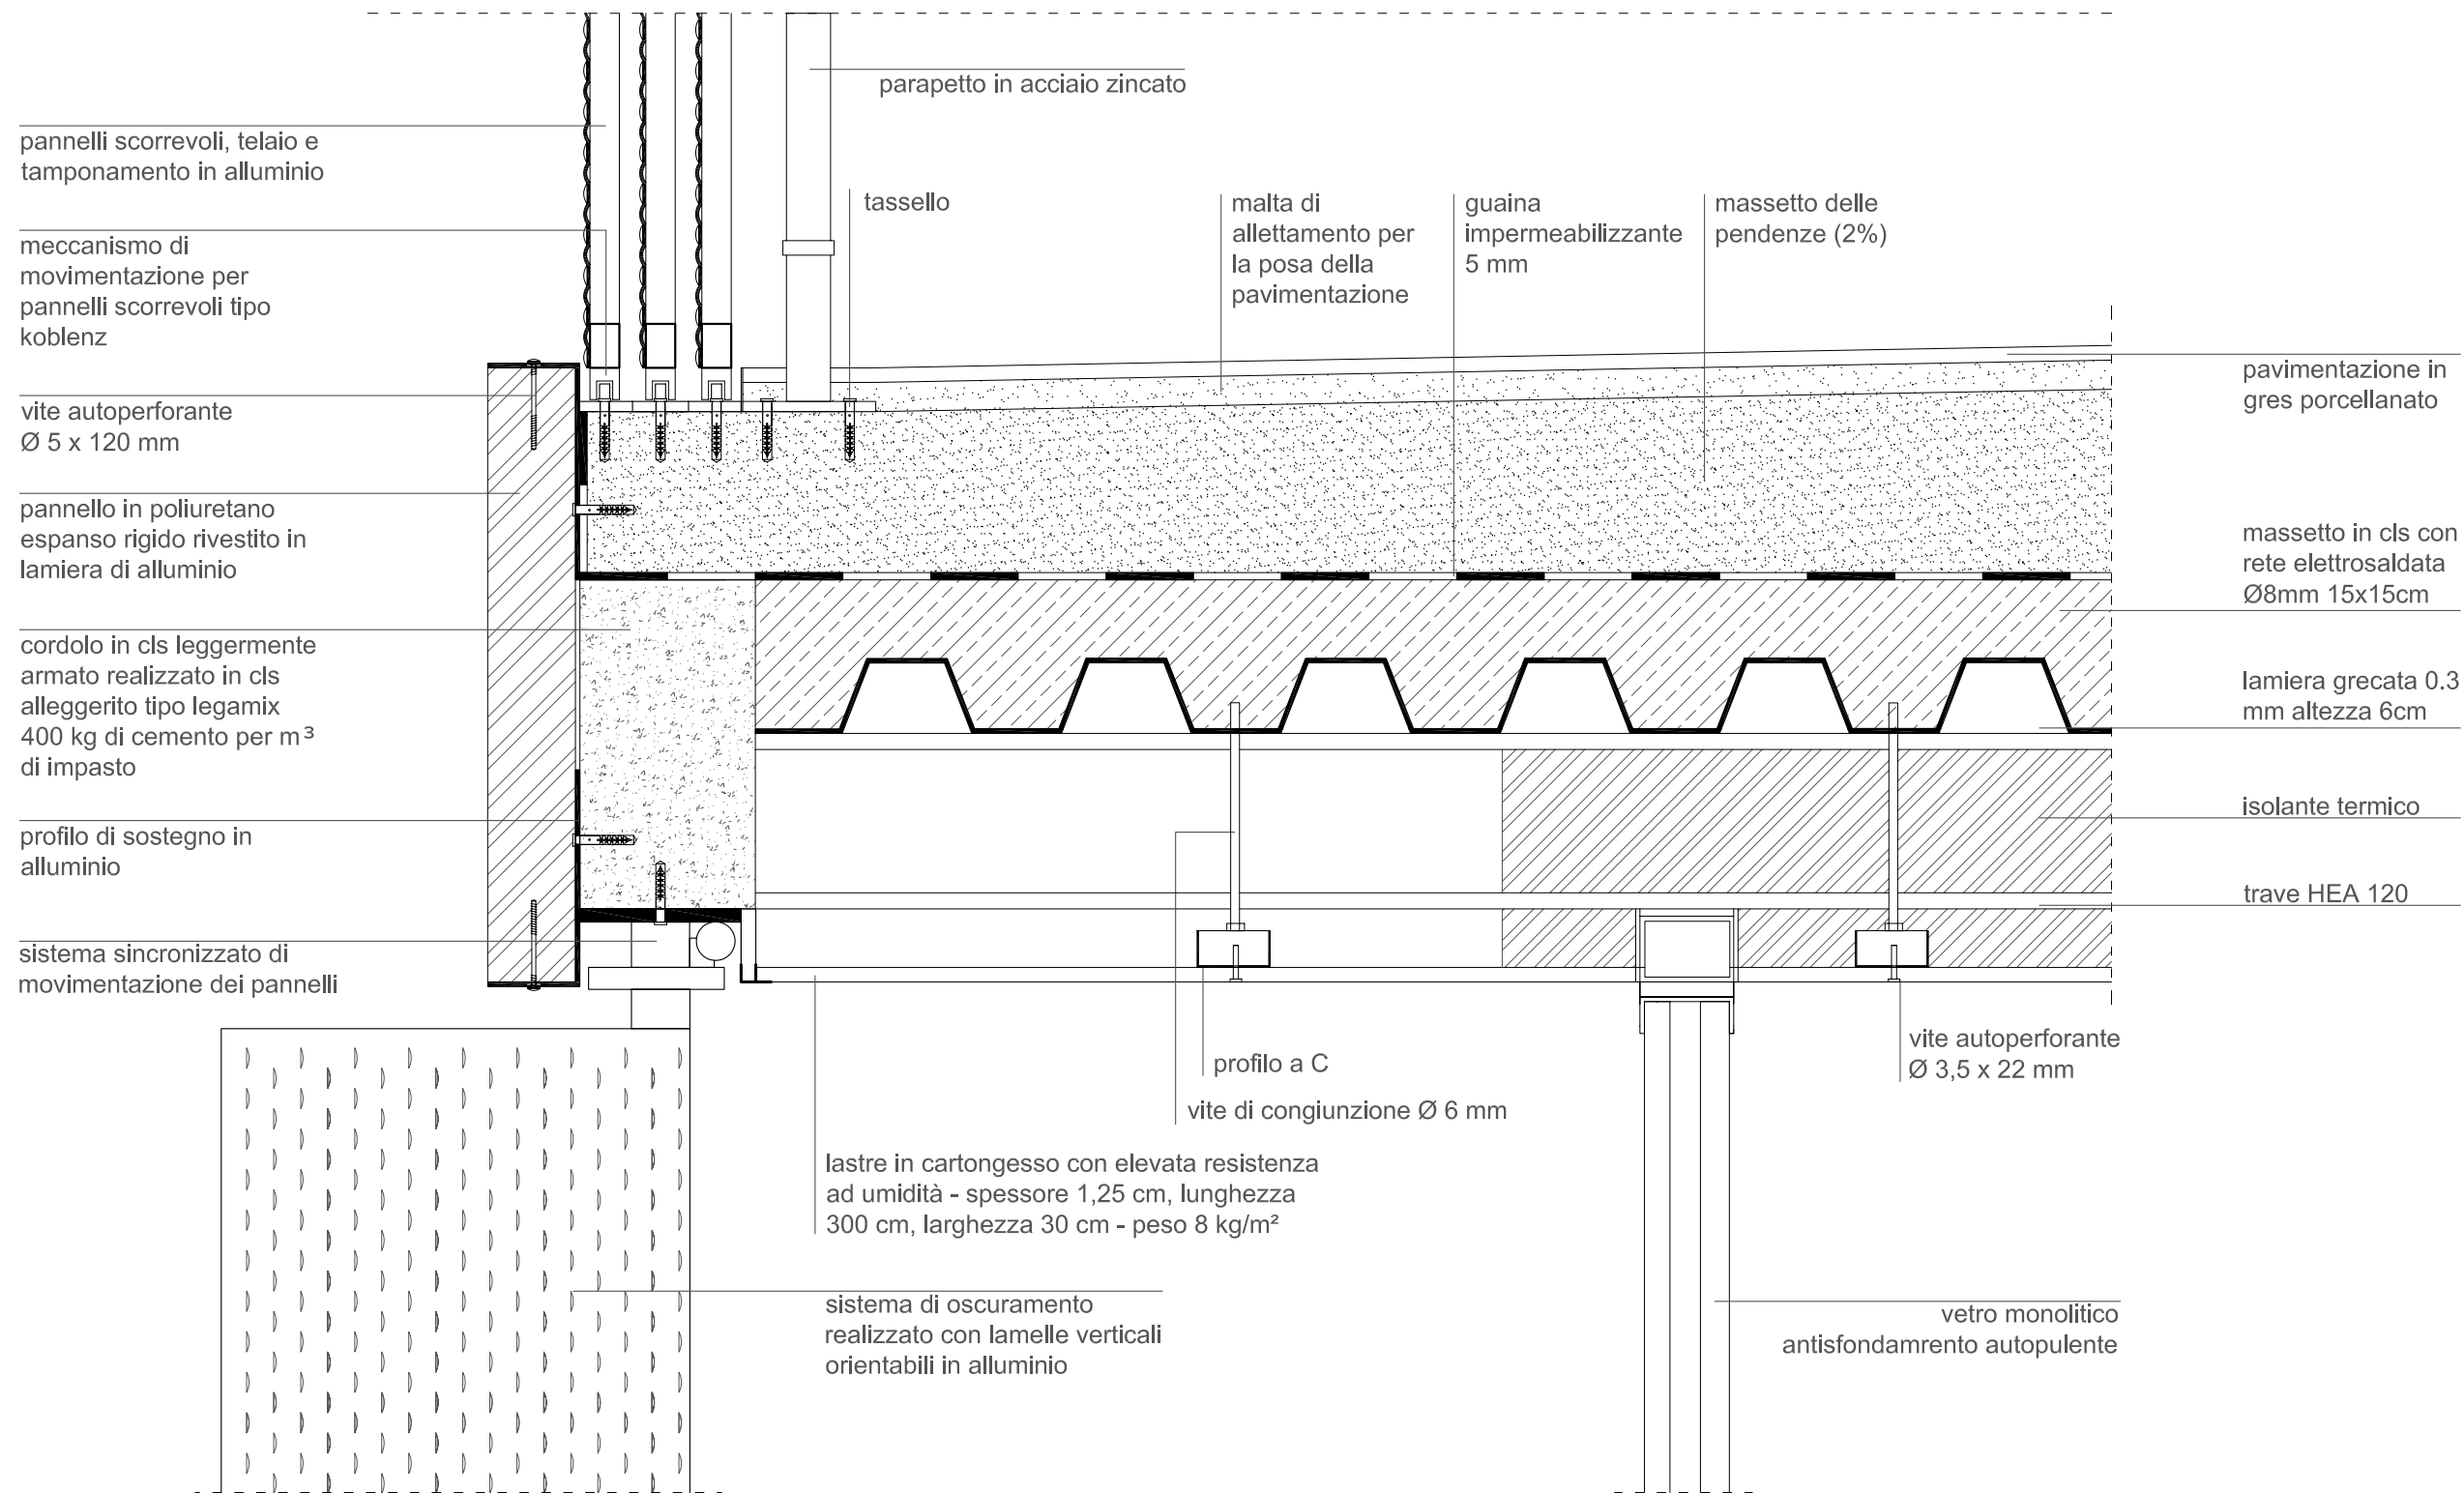 parapetto in acciaio zincato
pannelli scorrevoli, telaio e
tamponamento in alluminio
meccanismo di
movimentazione per
pannelli scorrevoli tipo
koblenz
tassello
malta di
allettamento per
la posa della
pavimentazione
guaina
impermeabilizzante
5 mm
massetto delle
pendenze (2%)
vite autoperforante
Ø 5 x 120 mm
pannello in poliuretano
espanso rigido rivestito in
lamiera di alluminio
cordolo in cls leggermente
armato realizzato in cls
alleggerito tipo legamix
400 kg di cemento per m³
di impasto
profilo di sostegno in
alluminio
sistema sincronizzato di
movimentazione dei pannelli
pavimentazione in
gres porcellanato
massetto in cls con
rete elettrosaldata
Ø8mm 15x15cm
lamiera grecata 0.3
mm altezza 6cm
isolante termico
trave HEA 120
profilo a C
vite di congiunzione Ø 6 mm
vite autoperforante
Ø 3,5 x 22 mm
lastre in cartongesso con elevata resistenza
ad umidità - spessore 1,25 cm, lunghezza
300 cm, larghezza 30 cm - peso 8 kg/m²
sistema di oscuramento
realizzato con lamelle verticali
orientabili in alluminio
vetro monolitico
antisfondamrento autopulente